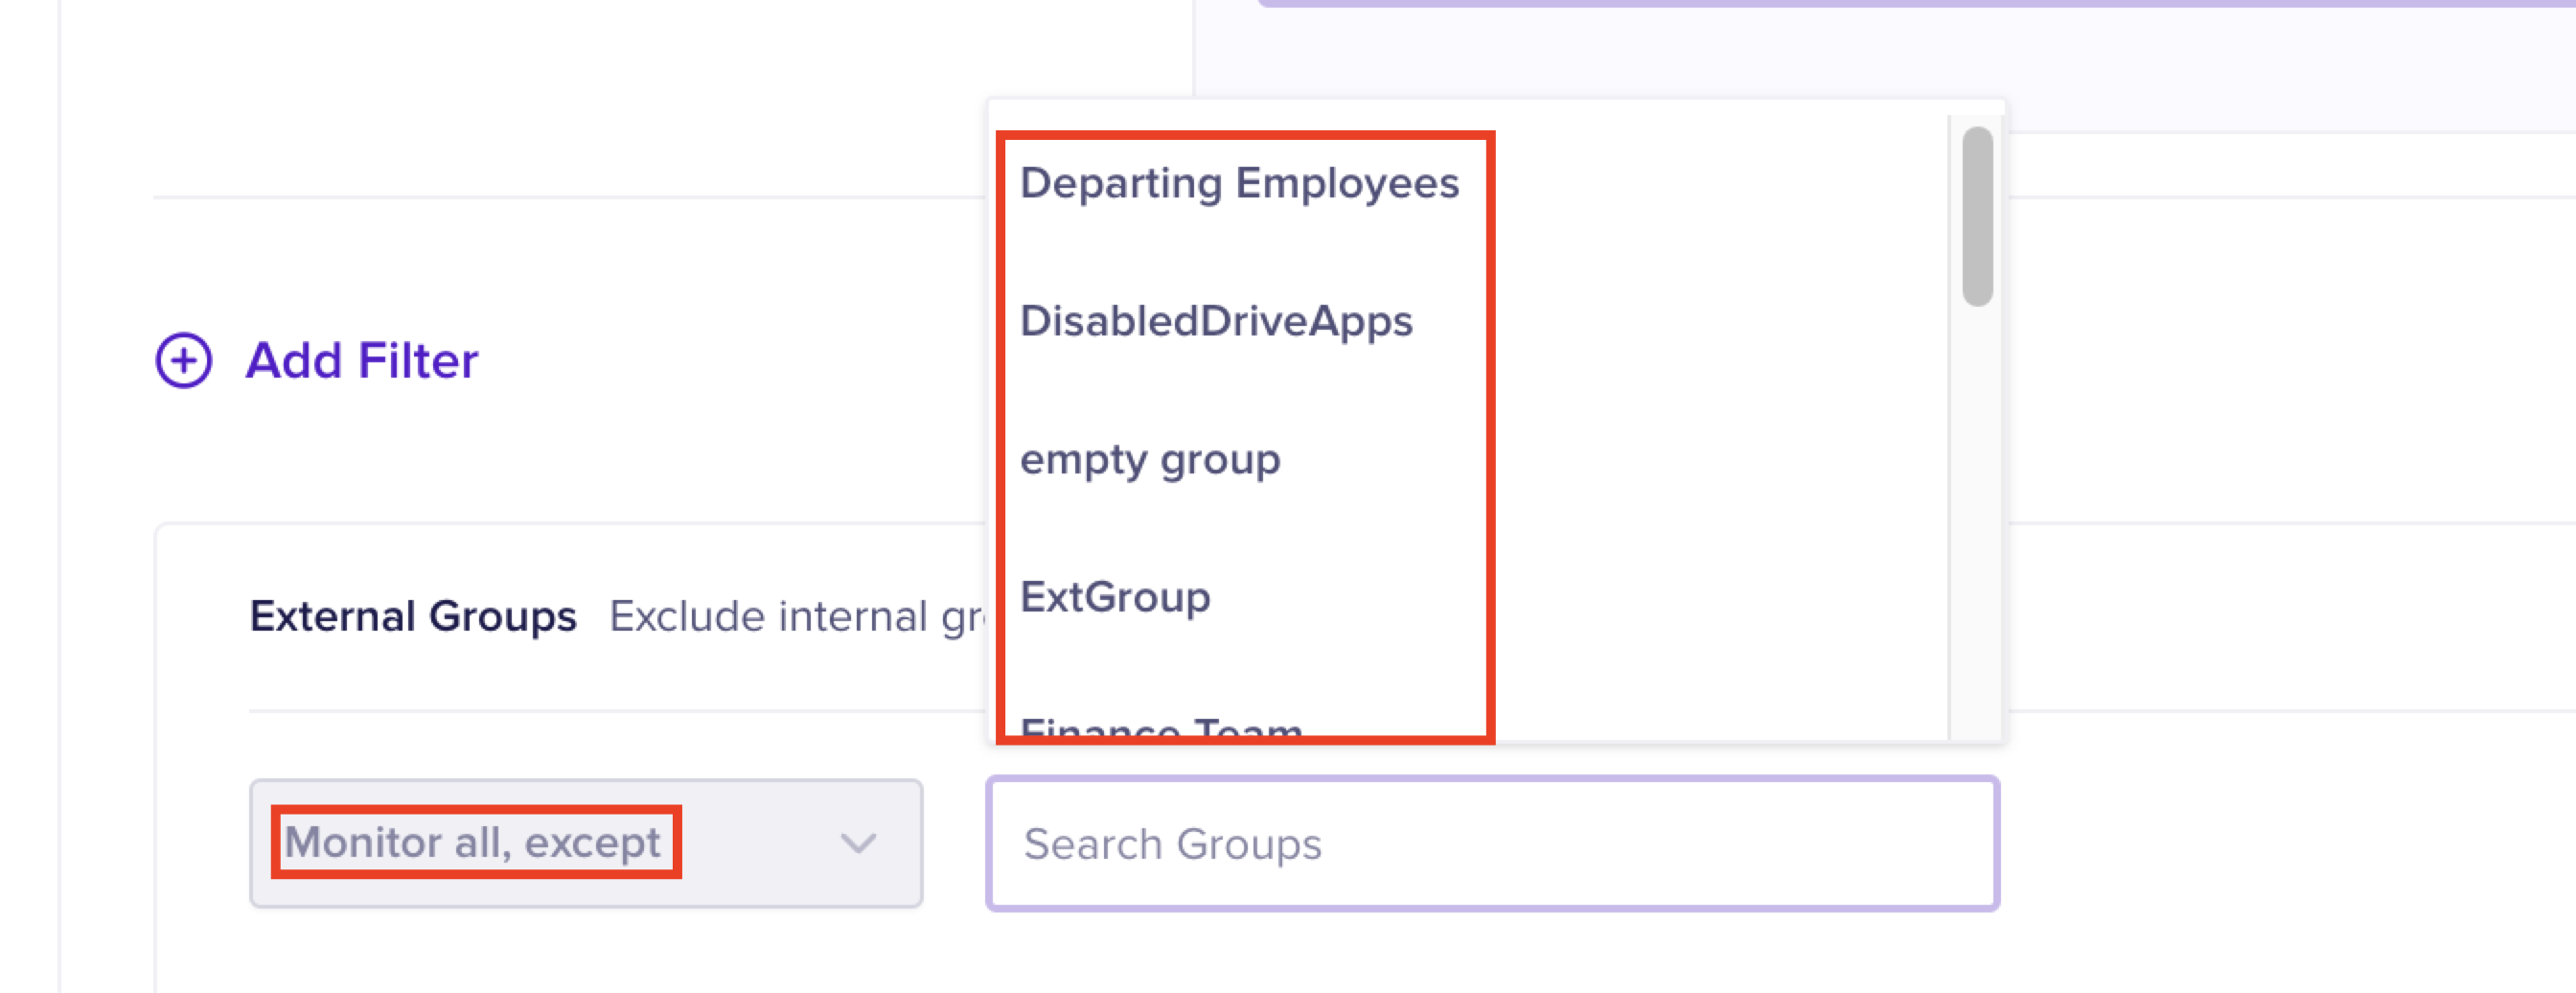 Departing Employees
DisabledDriveApps
Add Filter
empty group
ExtGroup
External Groups Exclude internal
Finance Team
Monitor all, except
Search Groups